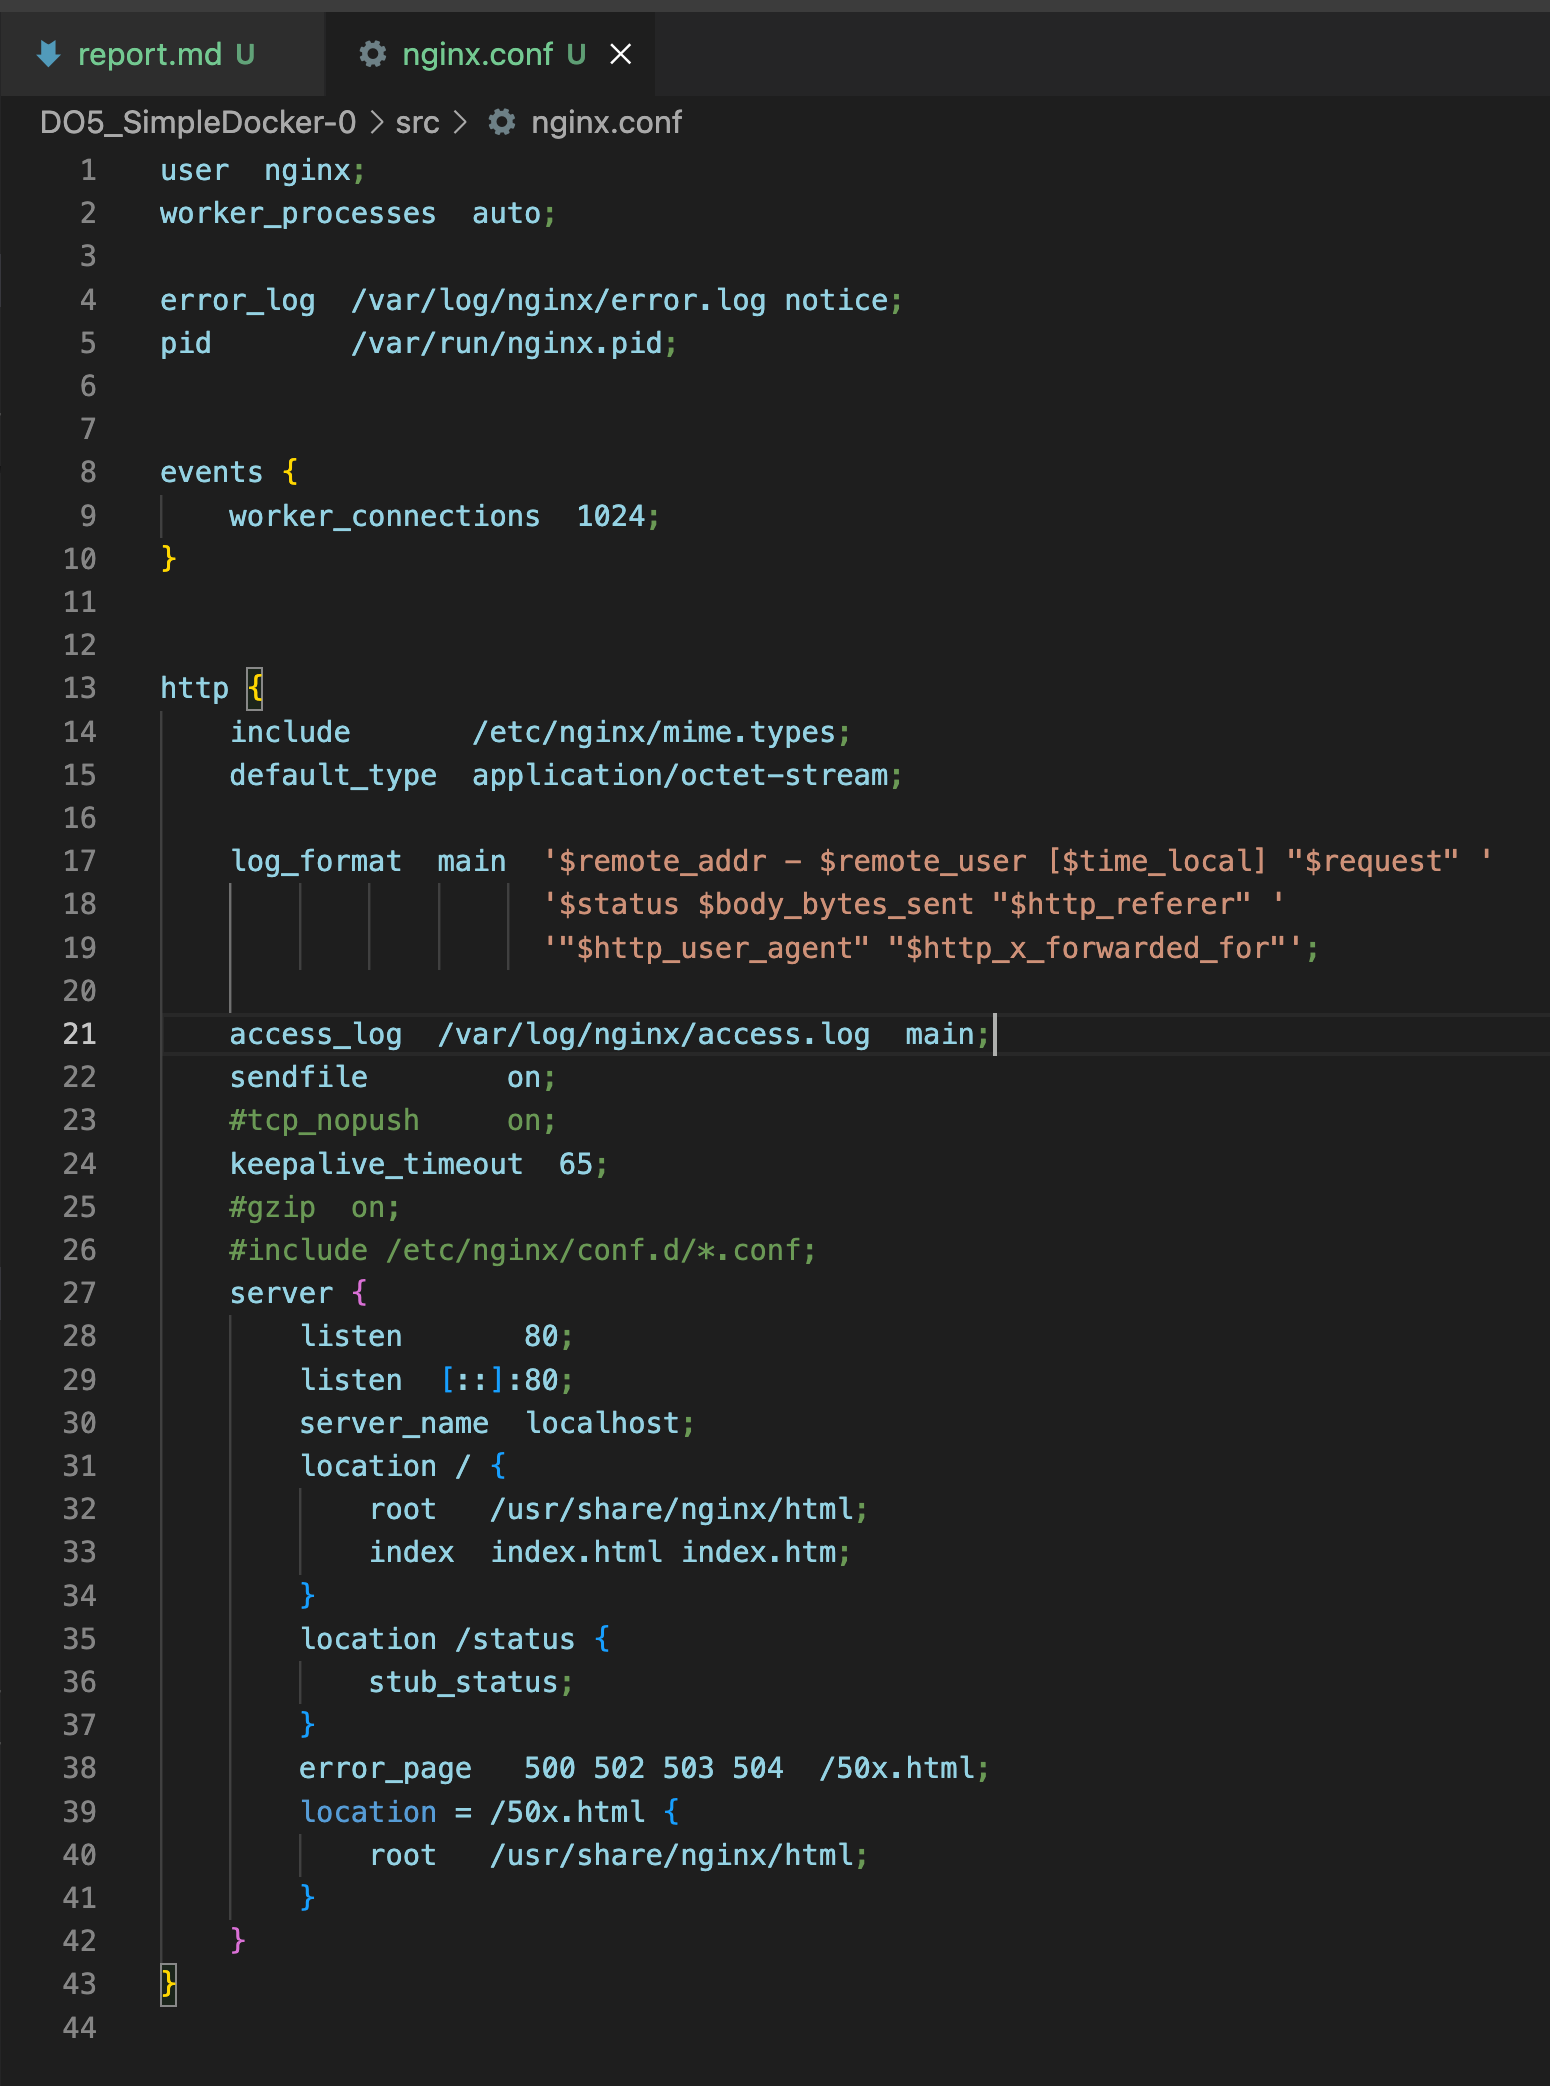 report.md U nginx.conf U
DO5_SimpleDocker-0 > src > nginx.conf
1 user  nginx;
2 worker_processes  auto;
3
4 error_log  /var/log/nginx/error.log notice;
5 pid        /var/run/nginx.pid;
6
7
8 events {
9     worker_connections  1024;
10 }
11
12
13 http {
14     include       /etc/nginx/mime.types;
15     default_type  application/octet-stream;
16
17     log_format  main  '$remote_addr - $remote_user [$time_local] "$request" '
18                       '$status $body_bytes_sent "$http_referer" '
19                       '"$http_user_agent" "$http_x_forwarded_for"';
20
21     access_log  /var/log/nginx/access.log  main;
22     sendfile        on;
23     #tcp_nopush     on;
24     keepalive_timeout  65;
25     #gzip  on;
26     #include /etc/nginx/conf.d/*.conf;
27     server {
28         listen       80;
29         listen  [::]:80;
30         server_name  localhost;
31         location / {
32             root   /usr/share/nginx/html;
33             index  index.html index.htm;
34         }
35         location /status {
36             stub_status;
37         }
38         error_page   500 502 503 504  /50x.html;
39         location = /50x.html {
40             root   /usr/share/nginx/html;
41         }
42     }
43 }
44